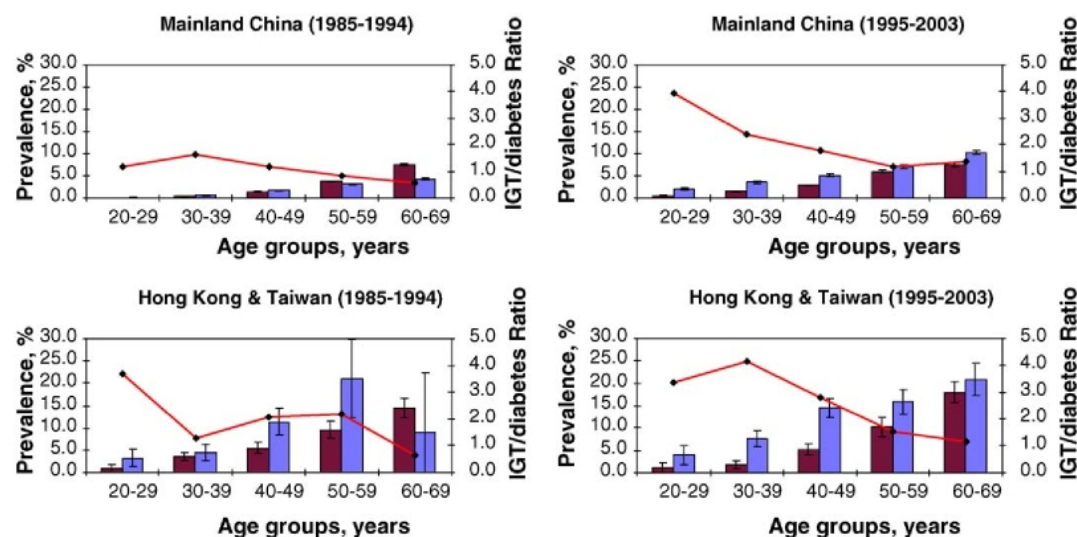 Mainland China (1985-1994)
Prevalence, %
30.0
25.0
20.0
15.0
10.0
5.0
0.0
5.0
4.0
3.0
2.0
1.0
0.0
IGT/diabetes Ratio
20-29 30-39 40-49 50-59 60-69
Age groups, years
Mainland China (1995-2003)
Prevalence, %
30.0
25.0
20.0
15.0
10.0
5.0
0.0
5.0
4.0
3.0
2.0
1.0
0.0
IGT/diabetes Ratio
20-29 30-39 40-49 50-59 60-69
Age groups, years
Hong Kong & Taiwan (1985-1994)
Prevalence, %
30.0
25.0
20.0
15.0
10.0
5.0
0.0
5.0
4.0
3.0
2.0
1.0
0.0
IGT/diabetes Ratio
20-29 30-39 40-49 50-59 60-69
Age groups, years
Hong Kong & Taiwan (1995-2003)
Prevalence, %
30.0
25.0
20.0
15.0
10.0
5.0
0.0
5.0
4.0
3.0
2.0
1.0
0.0
IGT/diabetes Ratio
20-29 30-39 40-49 50-59 60-69
Age groups, years